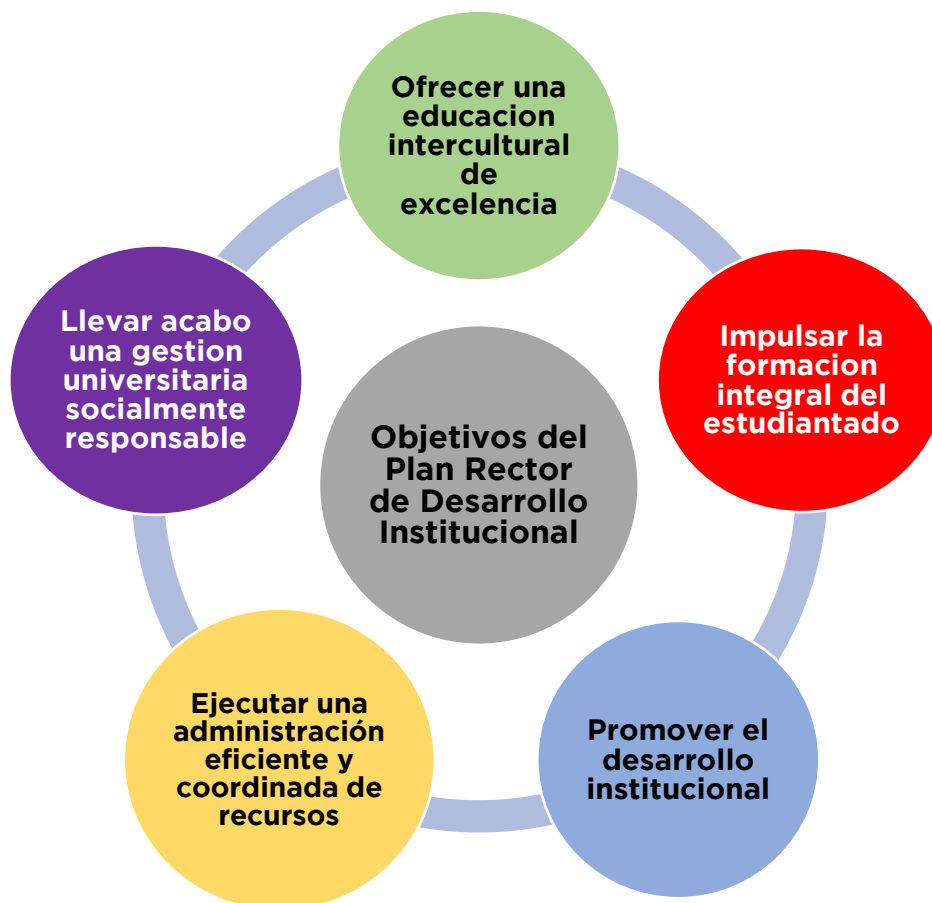 Ofrecer una
educacion
intercultural
de
excelencia
Impulsar la
formacion
integral del
estudiantado
Promover el
desarrollo
institucional
Ejecutar una
administración
eficiente y
coordinada de
recursos
Llevar acabo
una gestion
universitaria
socialmente
responsable
Objetivos del
Plan Rector
de Desarrollo
Institucional